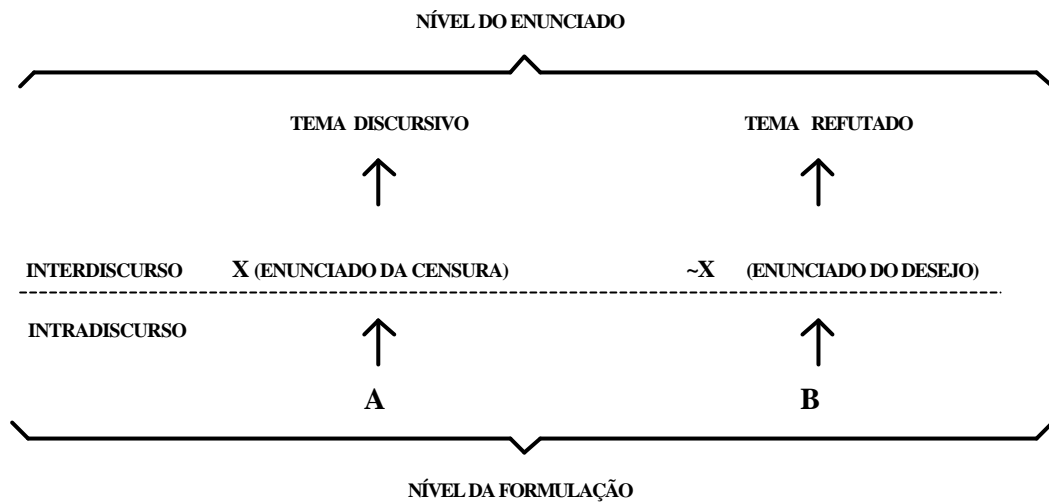 NÍVEL DO ENUNCIADO
TEMA DISCURSIVO TEMA REFUTADO
INTERDISCURSO X (ENUNCIADO DA CENSURA) ~X (ENUNCIADO DO DESEJO)
INTRADISCURSO
A B
NÍVEL DA FORMULAÇÃO